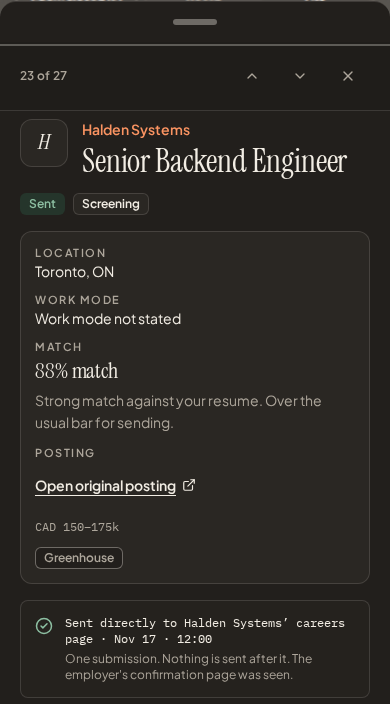 23 of 27
H
Halden Systems
Senior Backend Engineer
Sent
Screening
LOCATION
Toronto, ON
WORK MODE
Work mode not stated
MATCH
88% match
Strong match against your resume. Over the
usual bar for sending.
POSTING
Open original posting
CAD 150–175k
Greenhouse
Sent directly to Halden Systems’ careers
page · Nov 17 · 12:00
One submission. Nothing is sent after it. The
employer's confirmation page was seen.